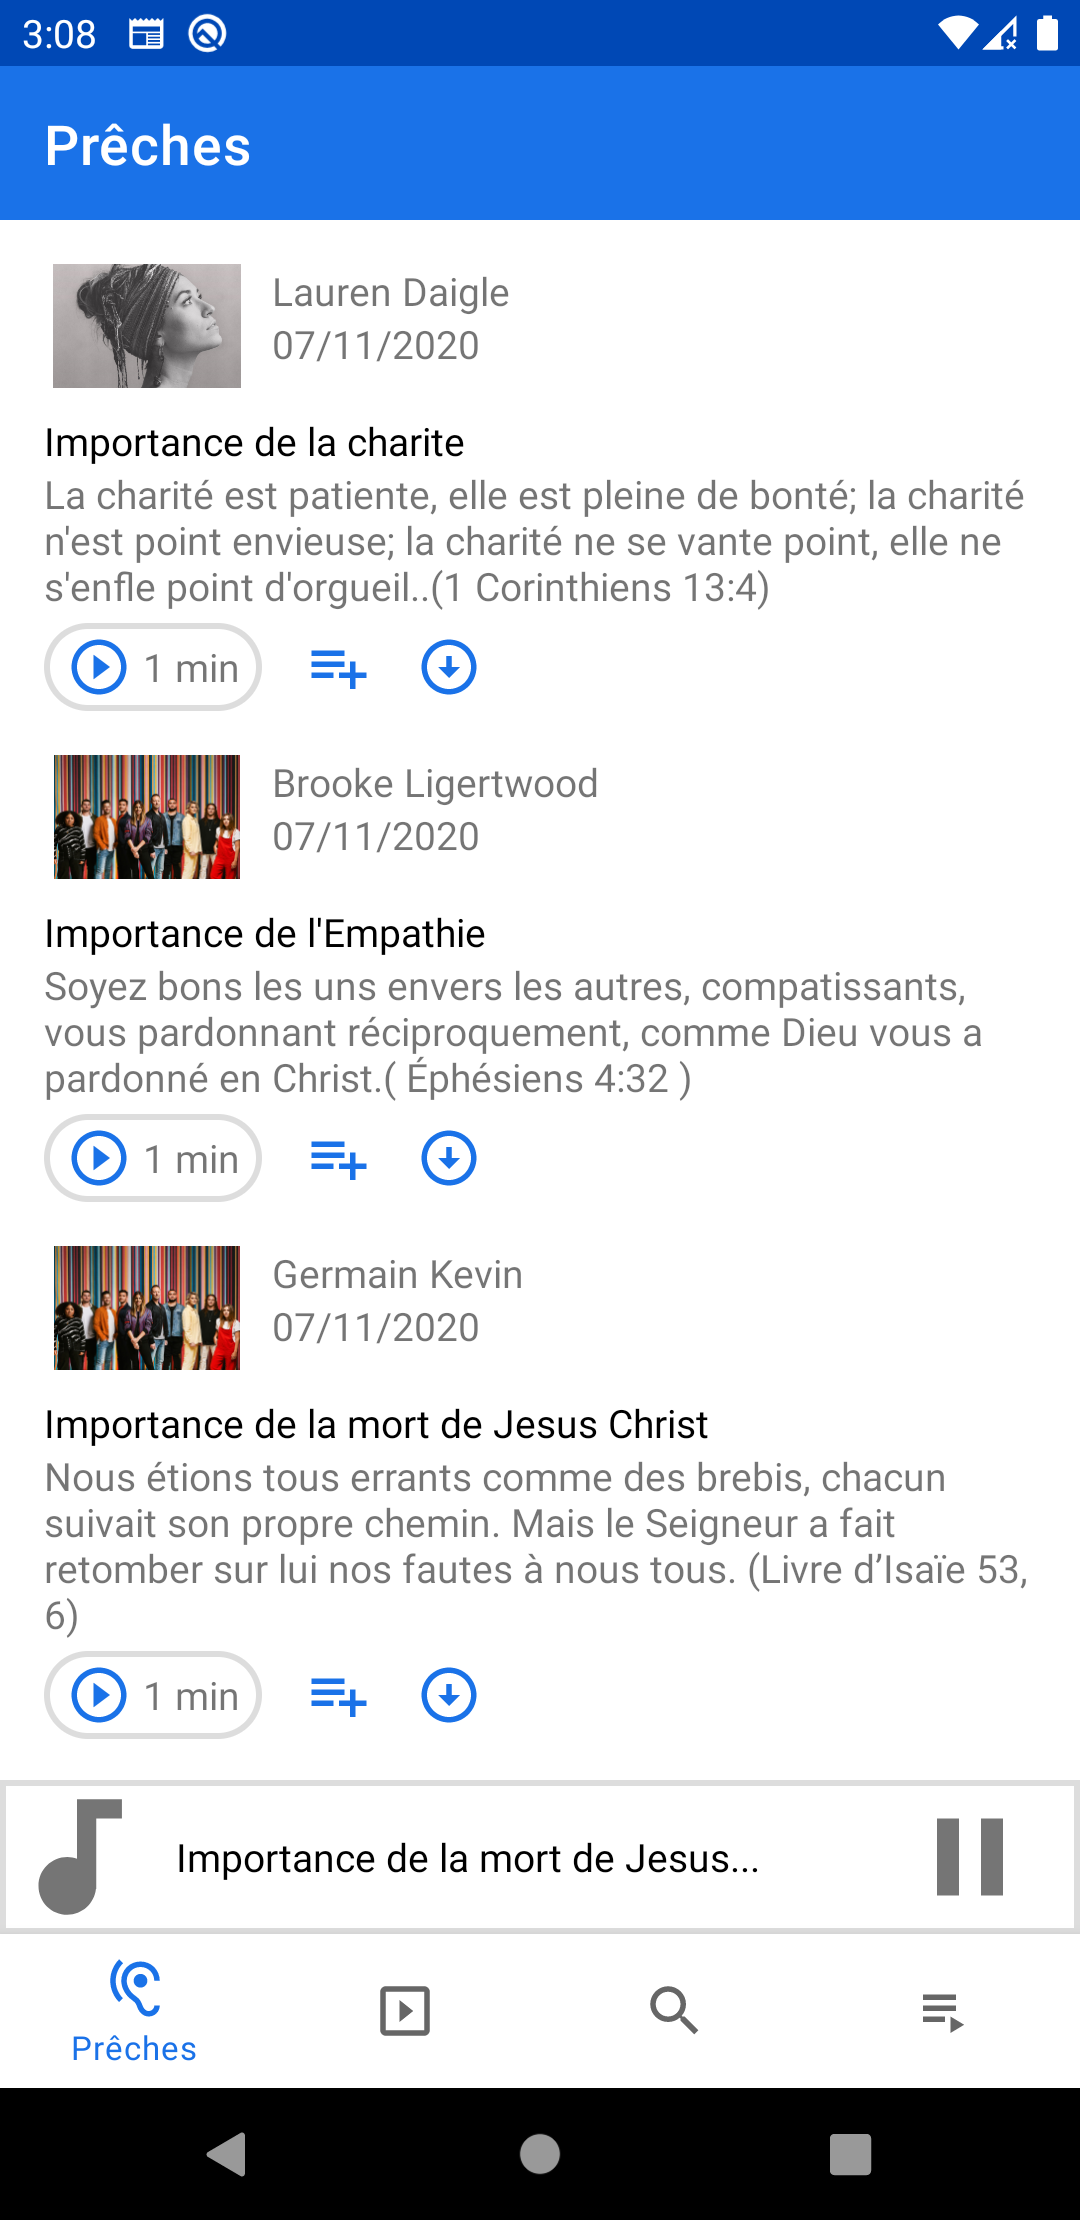 3:08
Prêches
Lauren Daigle
07/11/2020
Importance de la charite
La charité est patiente, elle est pleine de bonté; la charité
n'est point envieuse; la charité ne se vante point, elle ne
s'enfle point d'orgueil..(1 Corinthiens 13:4)
1 min
Brooke Ligertwood
07/11/2020
Importance de l'Empathie
Soyez bons les uns envers les autres, compatissants,
vous pardonnant réciproquement, comme Dieu vous a
pardonné en Christ.( Éphésiens 4:32 )
1 min
Germain Kevin
07/11/2020
Importance de la mort de Jesus Christ
Nous étions tous errants comme des brebis, chacun
suivait son propre chemin. Mais le Seigneur a fait
retomber sur lui nos fautes à nous tous. (Livre d’Isaïe 53,
6)
1 min
Importance de la mort de Jesus...
Prêches